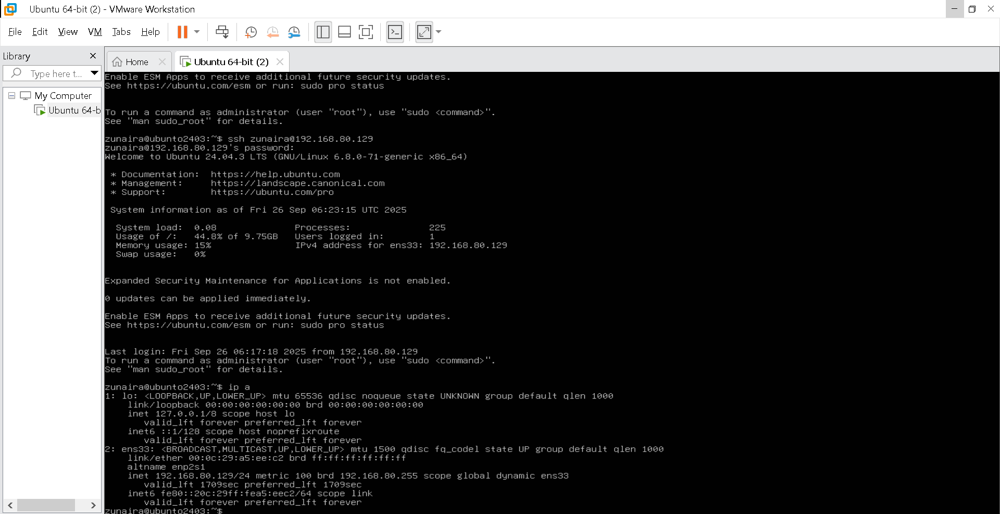 Ubuntu 64-bit (2) - VMware Workstation
File Edit View VM Tabs Help
Library
Home
Ubuntu 64-bit (2)
Type here t...
My Computer
Ubuntu 64-b
Enable ESM Apps to receive additional future security updates.
See https://ubuntu.com/esm or run: sudo pro status
To run a command as administrator (user "root"), use "sudo <command>".
See "man sudo_root" for details.
zunaira@ubunto2403:~$ ssh zunaira@192.168.80.129
zunaira@192.168.80.129's password:
Welcome to Ubuntu 24.04.3 LTS (GNU/Linux 6.8.0-71-generic x86_64)
* Documentation: https://help.ubuntu.com
* Management: https://landscape.canonical.com
* Support: https://ubuntu.com/pro
System information as of Fri 26 Sep 06:23:15 UTC 2025
System load: 0.08 Processes: 225
Usage of /: 44.8% of 9.75GB Users logged in: 1
Memory usage: 15% IPv4 address for ens33: 192.168.80.129
Swap usage: 0%
Expanded Security Maintenance for Applications is not enabled.
0 updates can be applied immediately.
Enable ESM Apps to receive additional future security updates.
See https://ubuntu.com/esm or run: sudo pro status
Last login: Fri Sep 26 06:17:18 2025 from 192.168.80.129
To run a command as administrator (user "root"), use "sudo <command>".
See "man sudo_root" for details.
zunaira@ubunto2403:~$ ip a
1: lo: <LOOPBACK,UP,LOWER_UP> mtu 65536 qdisc noqueue state UNKNOWN group default qlen 1000
link/loopback 00:00:00:00:00:00 brd 00:00:00:00:00:00
inet 127.0.0.1/8 scope host lo
valid_lft forever preferred_lft forever
inet6 ::1/128 scope host noprefixroute
valid_lft forever preferred_lft forever
2: ens33: <BROADCAST,MULTICAST,UP,LOWER_UP> mtu 1500 qdisc fq_codel state UP group default qlen 1000
link/ether 00:0c:29:a5:ee:c2 brd ff:ff:ff:ff:ff:ff
altname enp2s1
inet 192.168.80.129/24 metric 100 brd 192.168.80.255 scope global dynamic ens33
valid_lft 1709sec preferred_lft 1709sec
inet6 fe80::20c:29ff:fea5:eec2/64 scope link
valid_lft forever preferred_lft forever
zunaira@ubunto2403:~$